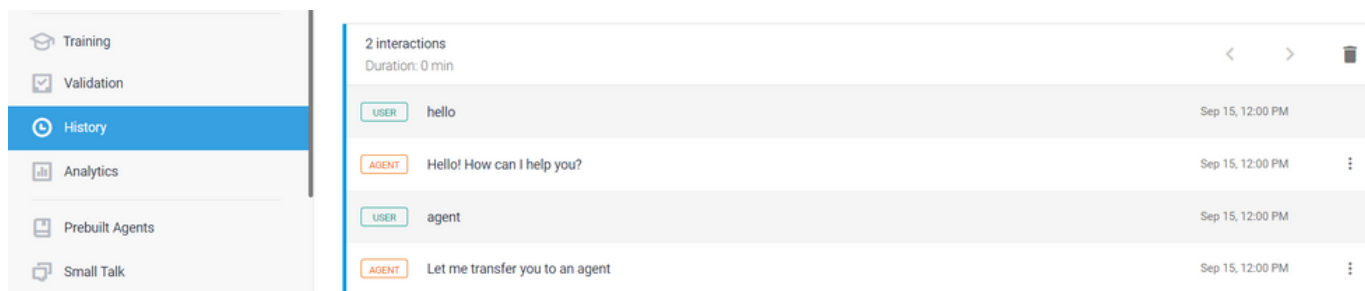 Training
Validation
History
Analytics
Prebuilt Agents
Small Talk
2 interactions
Duration: 0 min
USER hello Sep 15, 12:00 PM
AGENT Hello! How can I help you? Sep 15, 12:00 PM
USER agent Sep 15, 12:00 PM
AGENT Let me transfer you to an agent Sep 15, 12:00 PM